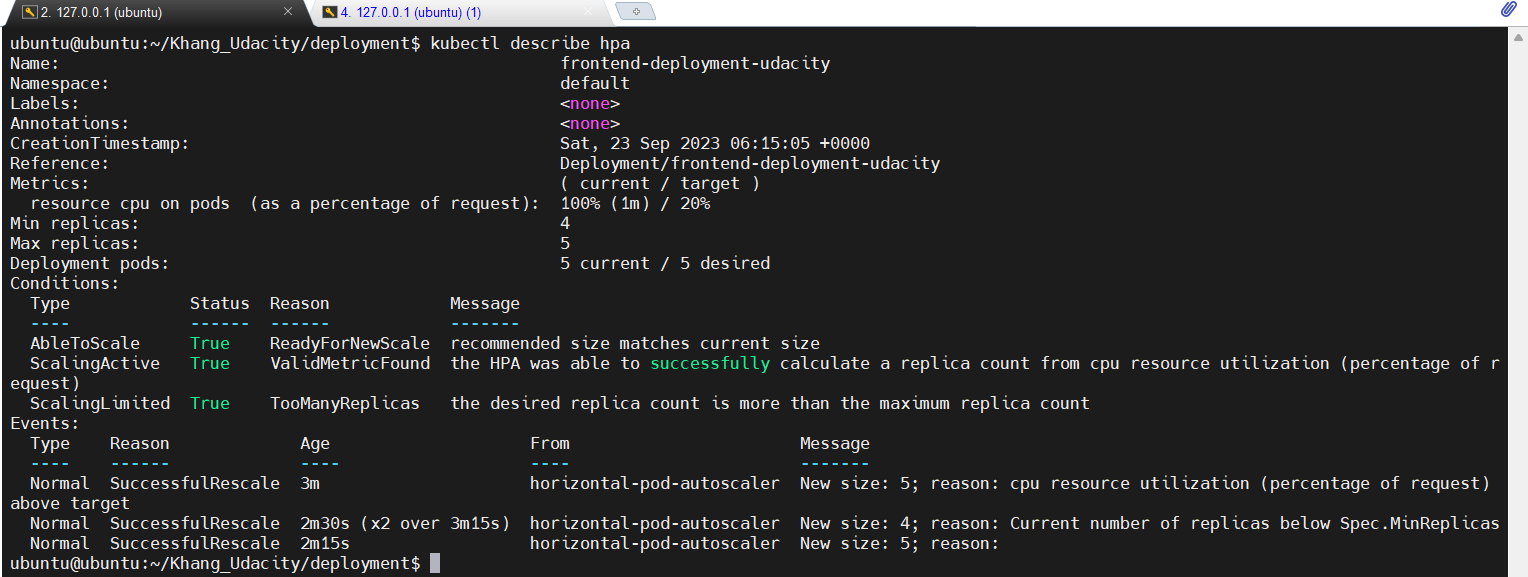 2. 127.0.0.1 (ubuntu)
4. 127.0.0.1 (ubuntu) (1)
ubuntu@ubuntu:~/Khang_Udacity/deployment$ kubectl describe hpa
Name: frontend-deployment-udacity
Namespace: default
Labels: <none>
Annotations: <none>
CreationTimestamp: Sat, 23 Sep 2023 06:15:05 +0000
Reference: Deployment/frontend-deployment-udacity
Metrics: ( current / target )
resource cpu on pods (as a percentage of request): 100% (1m) / 20%
Min replicas: 4
Max replicas: 5
Deployment pods: 5 current / 5 desired
Conditions:
Type Status Reason Message
---- ------ ------ -------
AbleToScale True ReadyForNewScale recommended size matches current size
ScalingActive True ValidMetricFound the HPA was able to successfully calculate a replica count from cpu resource utilization (percentage of r
equest)
ScalingLimited True TooManyReplicas the desired replica count is more than the maximum replica count
Events:
Type Reason Age From Message
---- ------ ---- ---- -------
Normal SuccessfulRescale 3m horizontal-pod-autoscaler New size: 5; reason: cpu resource utilization (percentage of request)
above target
Normal SuccessfulRescale 2m30s (x2 over 3m15s) horizontal-pod-autoscaler New size: 4; reason: Current number of replicas below Spec.MinReplicas
Normal SuccessfulRescale 2m15s horizontal-pod-autoscaler New size: 5; reason:
ubuntu@ubuntu:~/Khang_Udacity/deployment$